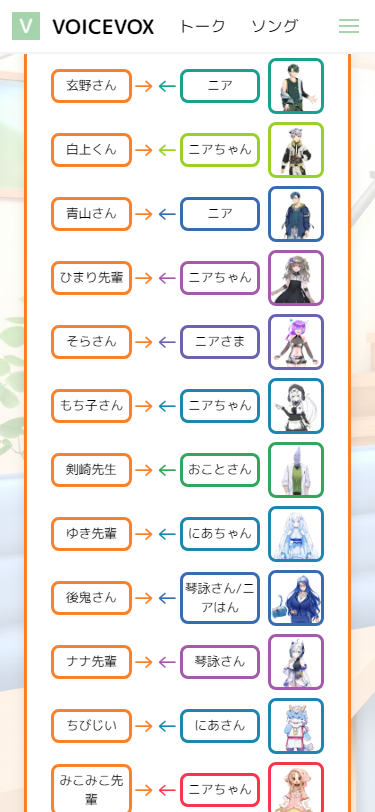 V VOICEVOX トーク ソング
玄野さん ニア
白上くん ニアちゃん
青山さん ニア
ひまり先輩 ニアちゃん
そらさん ニアさま
もち子さん ニアちゃん
剣崎先生 おことさん
ゆき先輩 にあちゃん
後鬼さん 琴詠さん/ニ
アはん
ナナ先輩 琴詠さん
ちびじい にあさん
みこみこ先
輩 ニアちゃん